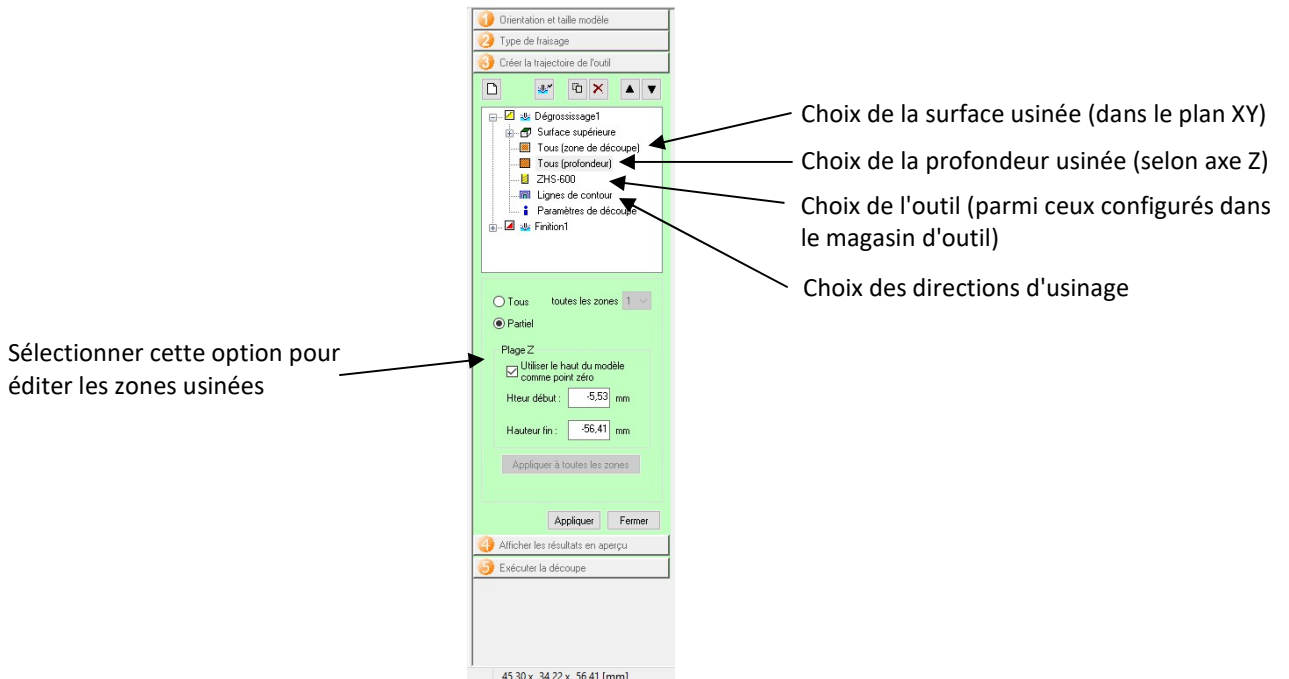 1 Orientation et taille modèle
2 Type de fraisage
3 Créer la trajectoire de l'outil
Dégrossissage1
Surface supérieure
Tous (zone de découpe)
Tous (profondeur)
ZHS-600
Lignes de contour
Paramètres de découpe
Finition1
Choix de la surface usinée (dans le plan XY)
Choix de la profondeur usinée (selon axe Z)
Choix de l'outil (parmi ceux configurés dans
le magasin d'outil)
Choix des directions d'usinage
Tous toutes les zones 1
Partiel
Sélectionner cette option pour
éditer les zones usinées
Plage Z
Utiliser le haut du modèle
comme point zéro
Hteur début : -5,53 mm
Hauteur fin : -56,41 mm
Appliquer à toutes les zones
Appliquer Fermer
4 Afficher les résultats en aperçu
5 Exécuter la découpe
45,30 x 34,22 x 56,41 [mm]